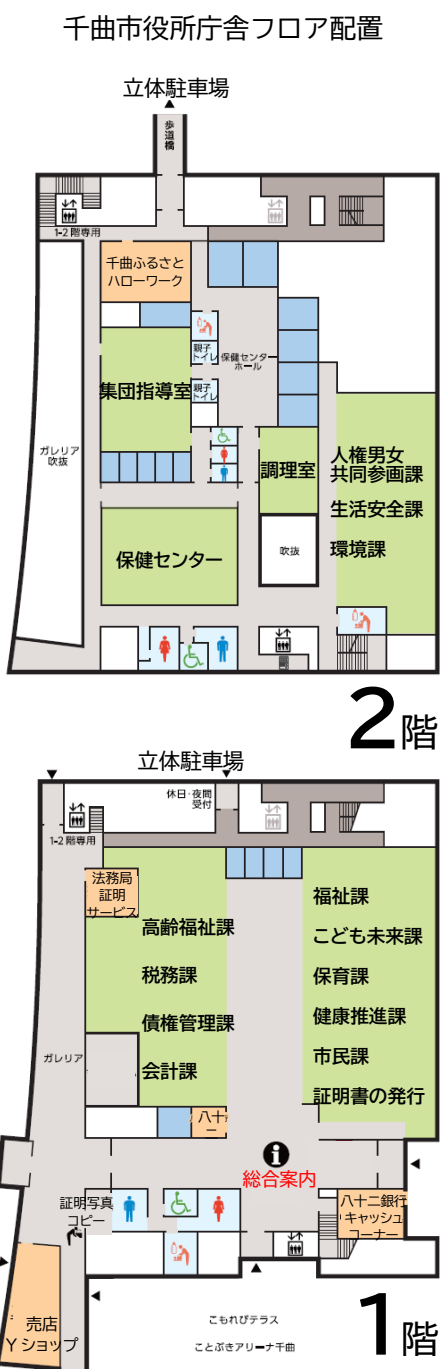 千曲市役所庁舎フロア配置
立体駐車場
歩道橋
1-2 階専用
千曲ふるさと
ハローワーク
親子
トイレ
保健センター
ホール
集団指導室
親子
トイレ
ガレリア
吹抜
調理室
人権男女
共同参画課
生活安全課
環境課
吹抜
保健センター
2階
立体駐車場
休日・夜間
受付
1-2 階専用
法務局
証明
サービス
高齢福祉課
税務課
債権管理課
会計課
福祉課
こども未来課
保育課
健康推進課
市民課
証明書の発行
ガレリア
八十
二
総合案内
証明写真
コピー
八十二銀行
キャッシュ
コーナー
売店
Y ショップ
こもれびテラス
ことぶきアリーナ千曲
1階